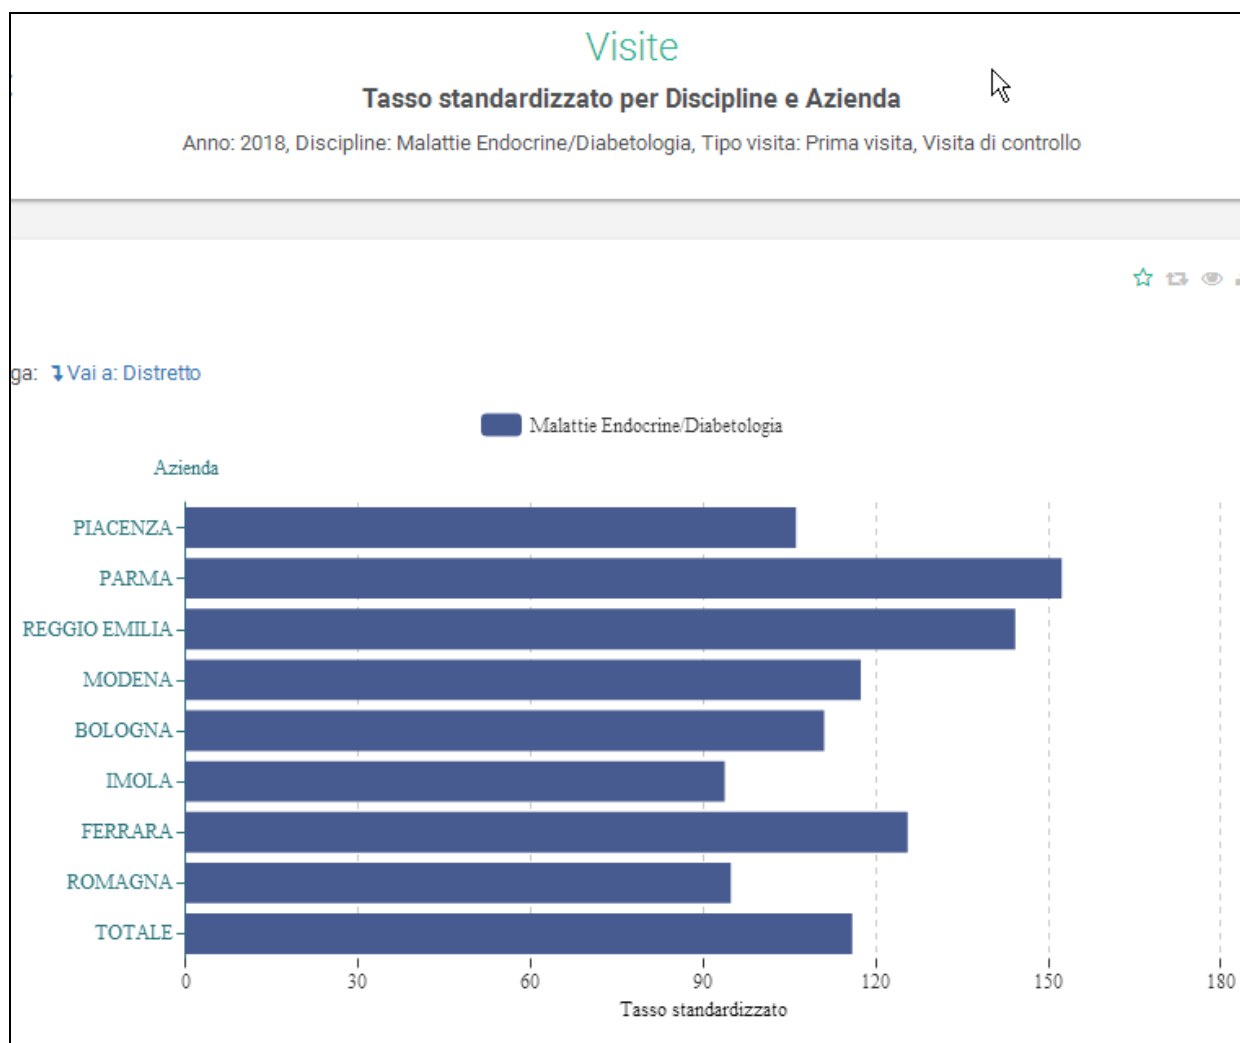 Visite
Tasso standardizzato per Discipline e Azienda
Anno: 2018, Discipline: Malattie Endocrine/Diabetologia, Tipo visita: Prima visita, Visita di controllo
ga: Vai a: Distretto
Malattie Endocrine/Diabetologia
Azienda
PIACENZA
PARMA
REGGIO EMILIA
MODENA
BOLOGNA
IMOLA
FERRARA
ROMAGNA
TOTALE
0 30 60 90 120 150 180
Tasso standardizzato